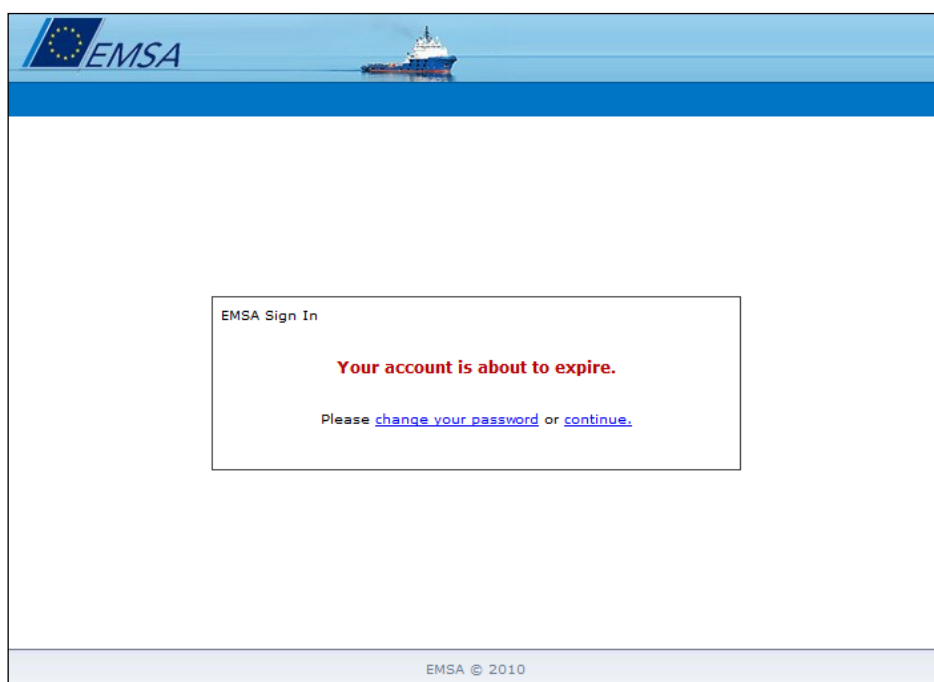 EMSA
EMSA Sign In
Your account is about to expire.
Please change your password or continue.
EMSA © 2010